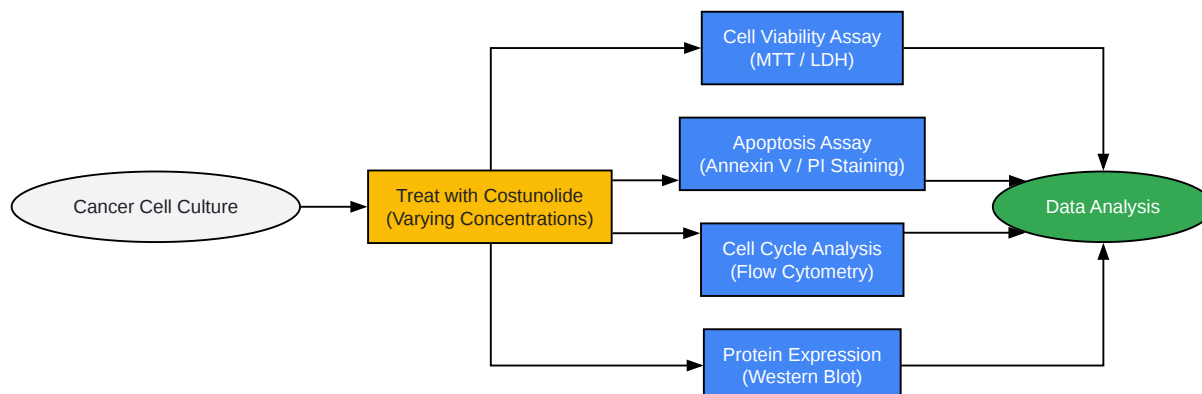 Cancer Cell Culture
Treat with Costunolide
(Varying Concentrations)
Cell Viability Assay
(MTT / LDH)
Apoptosis Assay
(Annexin V / PI Staining)
Cell Cycle Analysis
(Flow Cytometry)
Protein Expression
(Western Blot)
Data Analysis